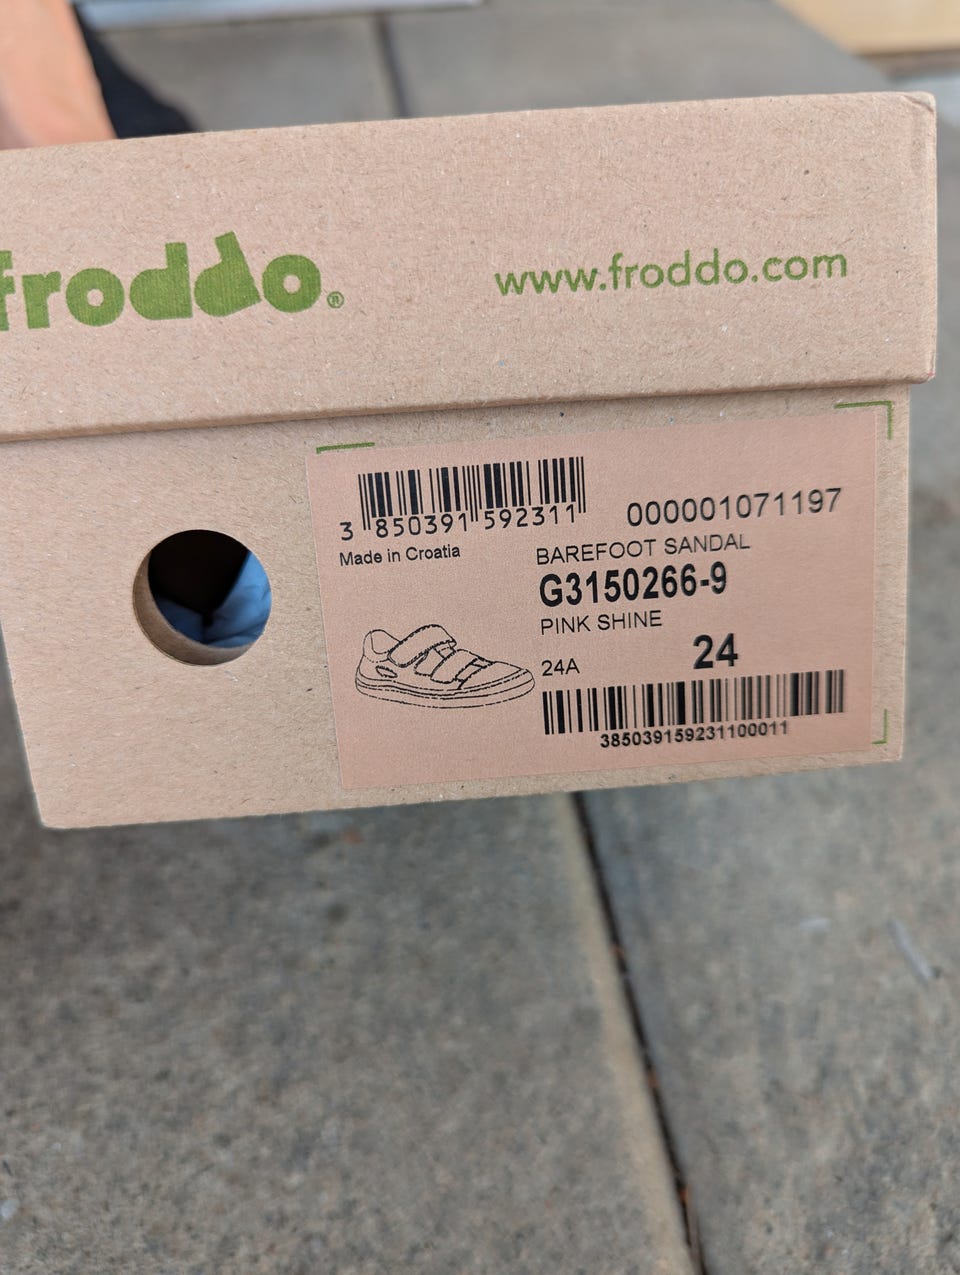 froddo®
www.froddo.com
3 850391 592311
000001071197
Made in Croatia
BAREFOOT SANDAL
G3150266-9
PINK SHINE
24A
24
385039159231100011